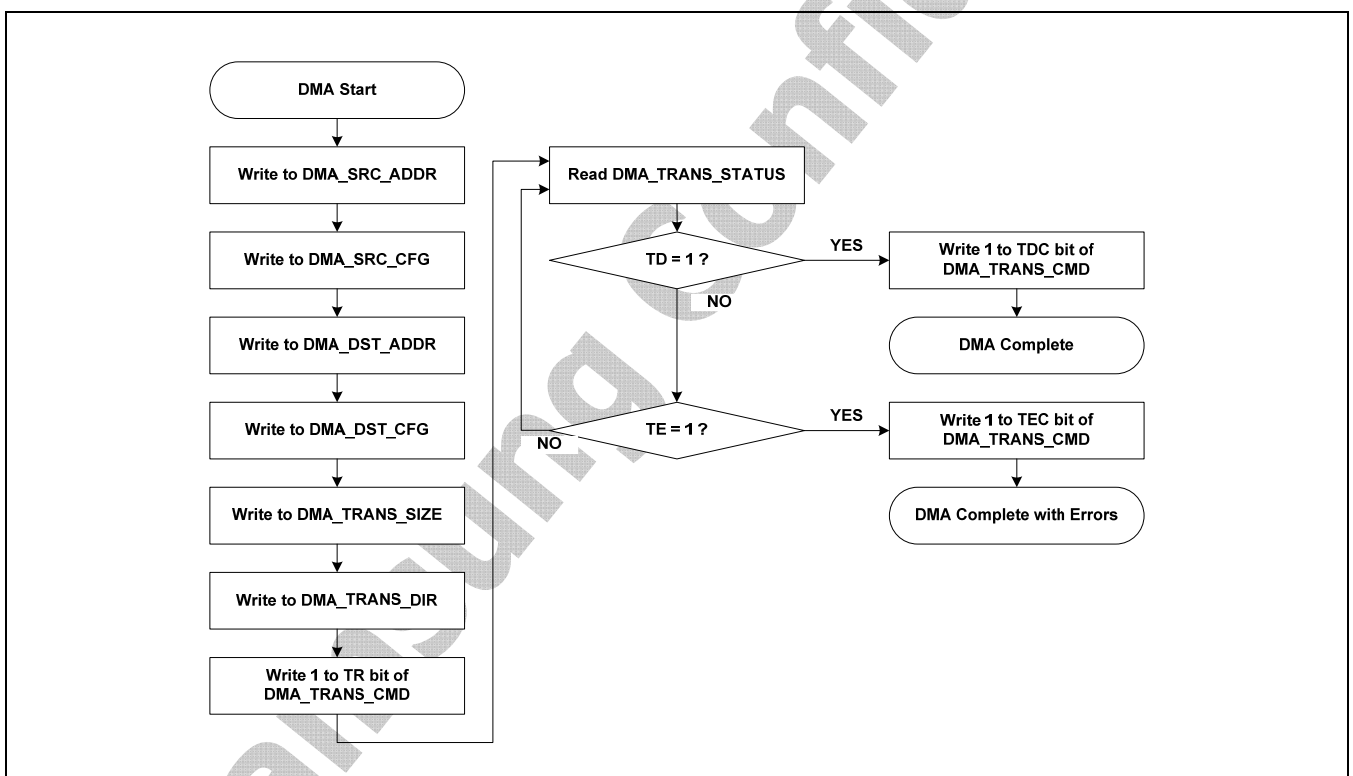 DMA Start
Write to DMA_SRC_ADDR
Write to DMA_SRC_CFG
Write to DMA_DST_ADDR
Write to DMA_DST_CFG
Write to DMA_TRANS_SIZE
Write to DMA_TRANS_DIR
Write 1 to TR bit of
DMA_TRANS_CMD
Read DMA_TRANS_STATUS
TD = 1 ?
YES
NO
Write 1 to TDC bit of
DMA_TRANS_CMD
DMA Complete
TE = 1 ?
YES
NO
Write 1 to TEC bit of
DMA_TRANS_CMD
DMA Complete with Errors